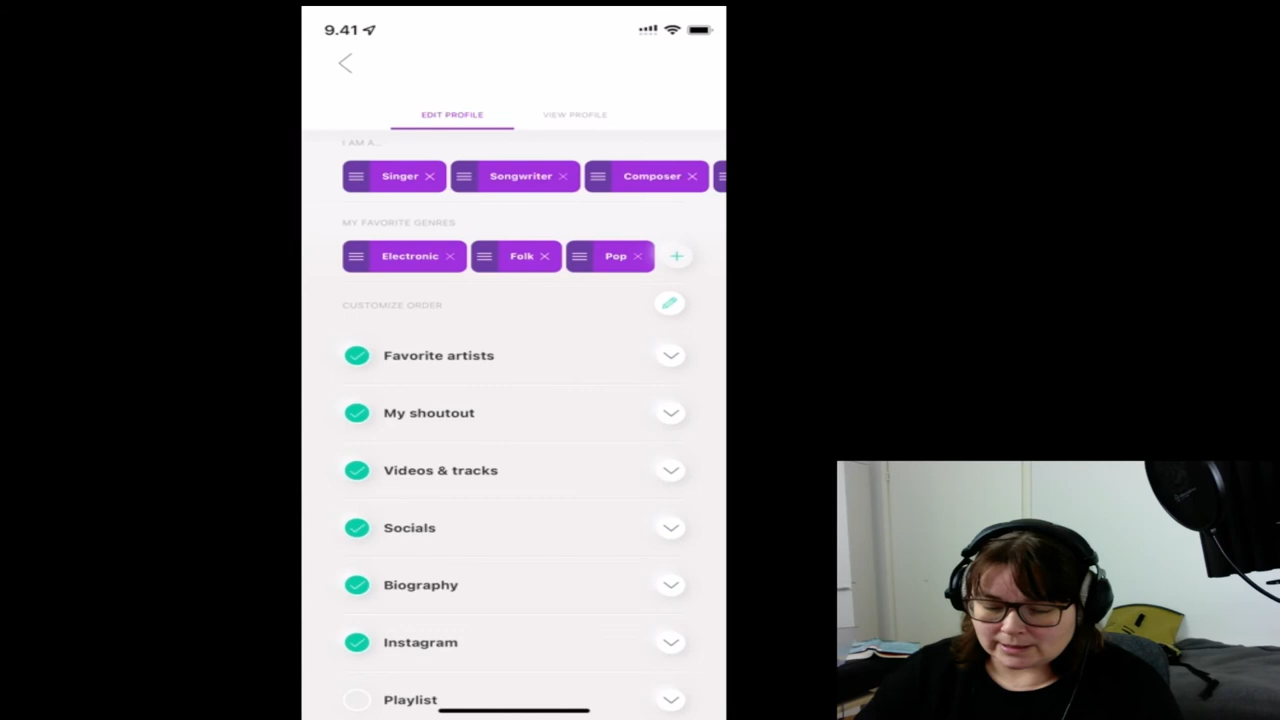 9.41
EDIT PROFILE VIEW PROFILE
I AM A...
Singer Songwriter Composer
MY FAVORITE GENRES
Electronic Folk Pop
CUSTOMIZE ORDER
Favorite artists
My shoutout
Videos & tracks
Socials
Biography
Instagram
Playlist